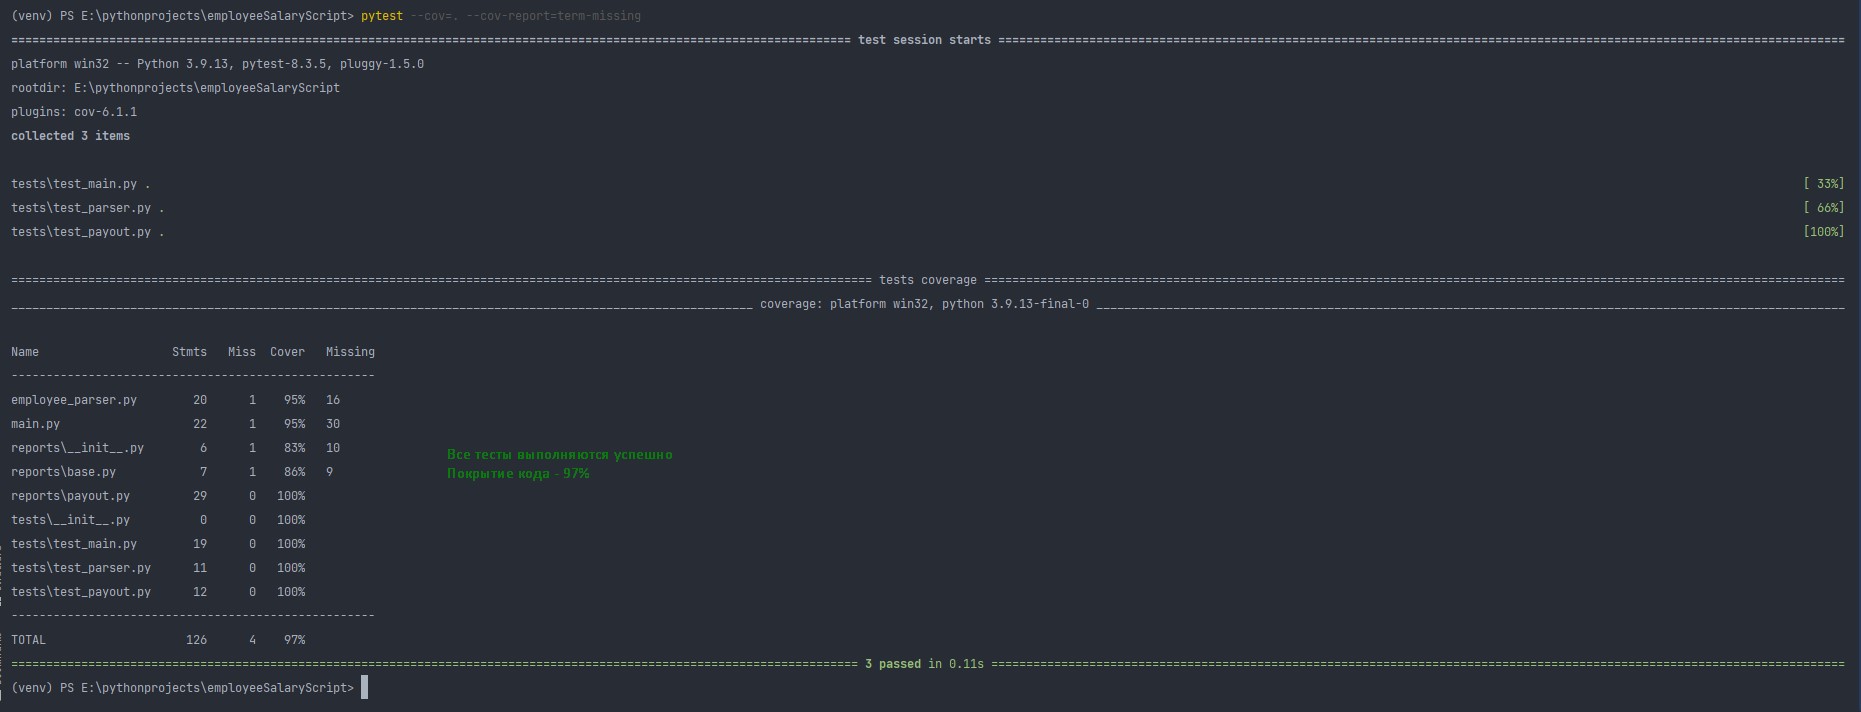 (venv) PS E:\pythonprojects\employeeSalaryScript> pytest --cov=. --cov-report=term-missing
======================== test session starts ========================
platform win32 -- Python 3.9.13, pytest-8.3.5, pluggy-1.5.0
rootdir: E:\pythonprojects\employeeSalaryScript
plugins: cov-6.1.1
collected 3 items
tests\test_main.py . [ 33%]
tests\test_parser.py . [ 66%]
tests\test_payout.py . [100%]
======================== tests coverage ========================
________________________ coverage: platform win32, python 3.9.13-final-0 ________________________
Name Stmts Miss Cover Missing
----------------------------------------------------
employee_parser.py 20 1 95% 16
main.py 22 1 95% 30
reports\__init__.py 6 1 83% 10
Все тесты выполняются успешно
reports\base.py 7 1 86% 9
Покрытие кода - 97%
reports\payout.py 29 0 100%
tests\__init__.py 0 0 100%
tests\test_main.py 19 0 100%
tests\test_parser.py 11 0 100%
tests\test_payout.py 12 0 100%
----------------------------------------------------
TOTAL 126 4 97%
======================== 3 passed in 0.11s ========================
(venv) PS E:\pythonprojects\employeeSalaryScript>